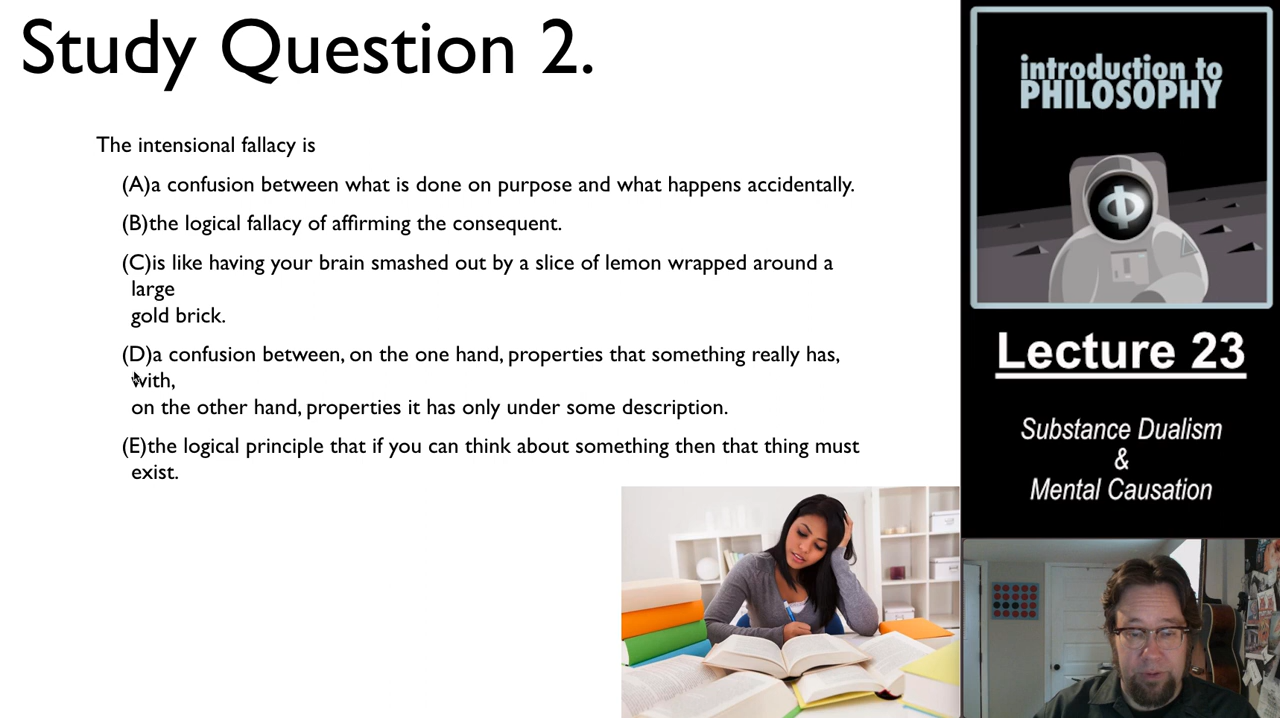 Study Question 2.
The intensional fallacy is
(A)a confusion between what is done on purpose and what happens accidentally.
(B)the logical fallacy of affirming the consequent.
(C)is like having your brain smashed out by a slice of lemon wrapped around a
large
gold brick.
(D)a confusion between, on the one hand, properties that something really has,
with,
on the other hand, properties it has only under some description.
(E)the logical principle that if you can think about something then that thing must
exist.
introduction to
PHILOSOPHY
Φ
Lecture 23
Substance Dualism
&
Mental Causation